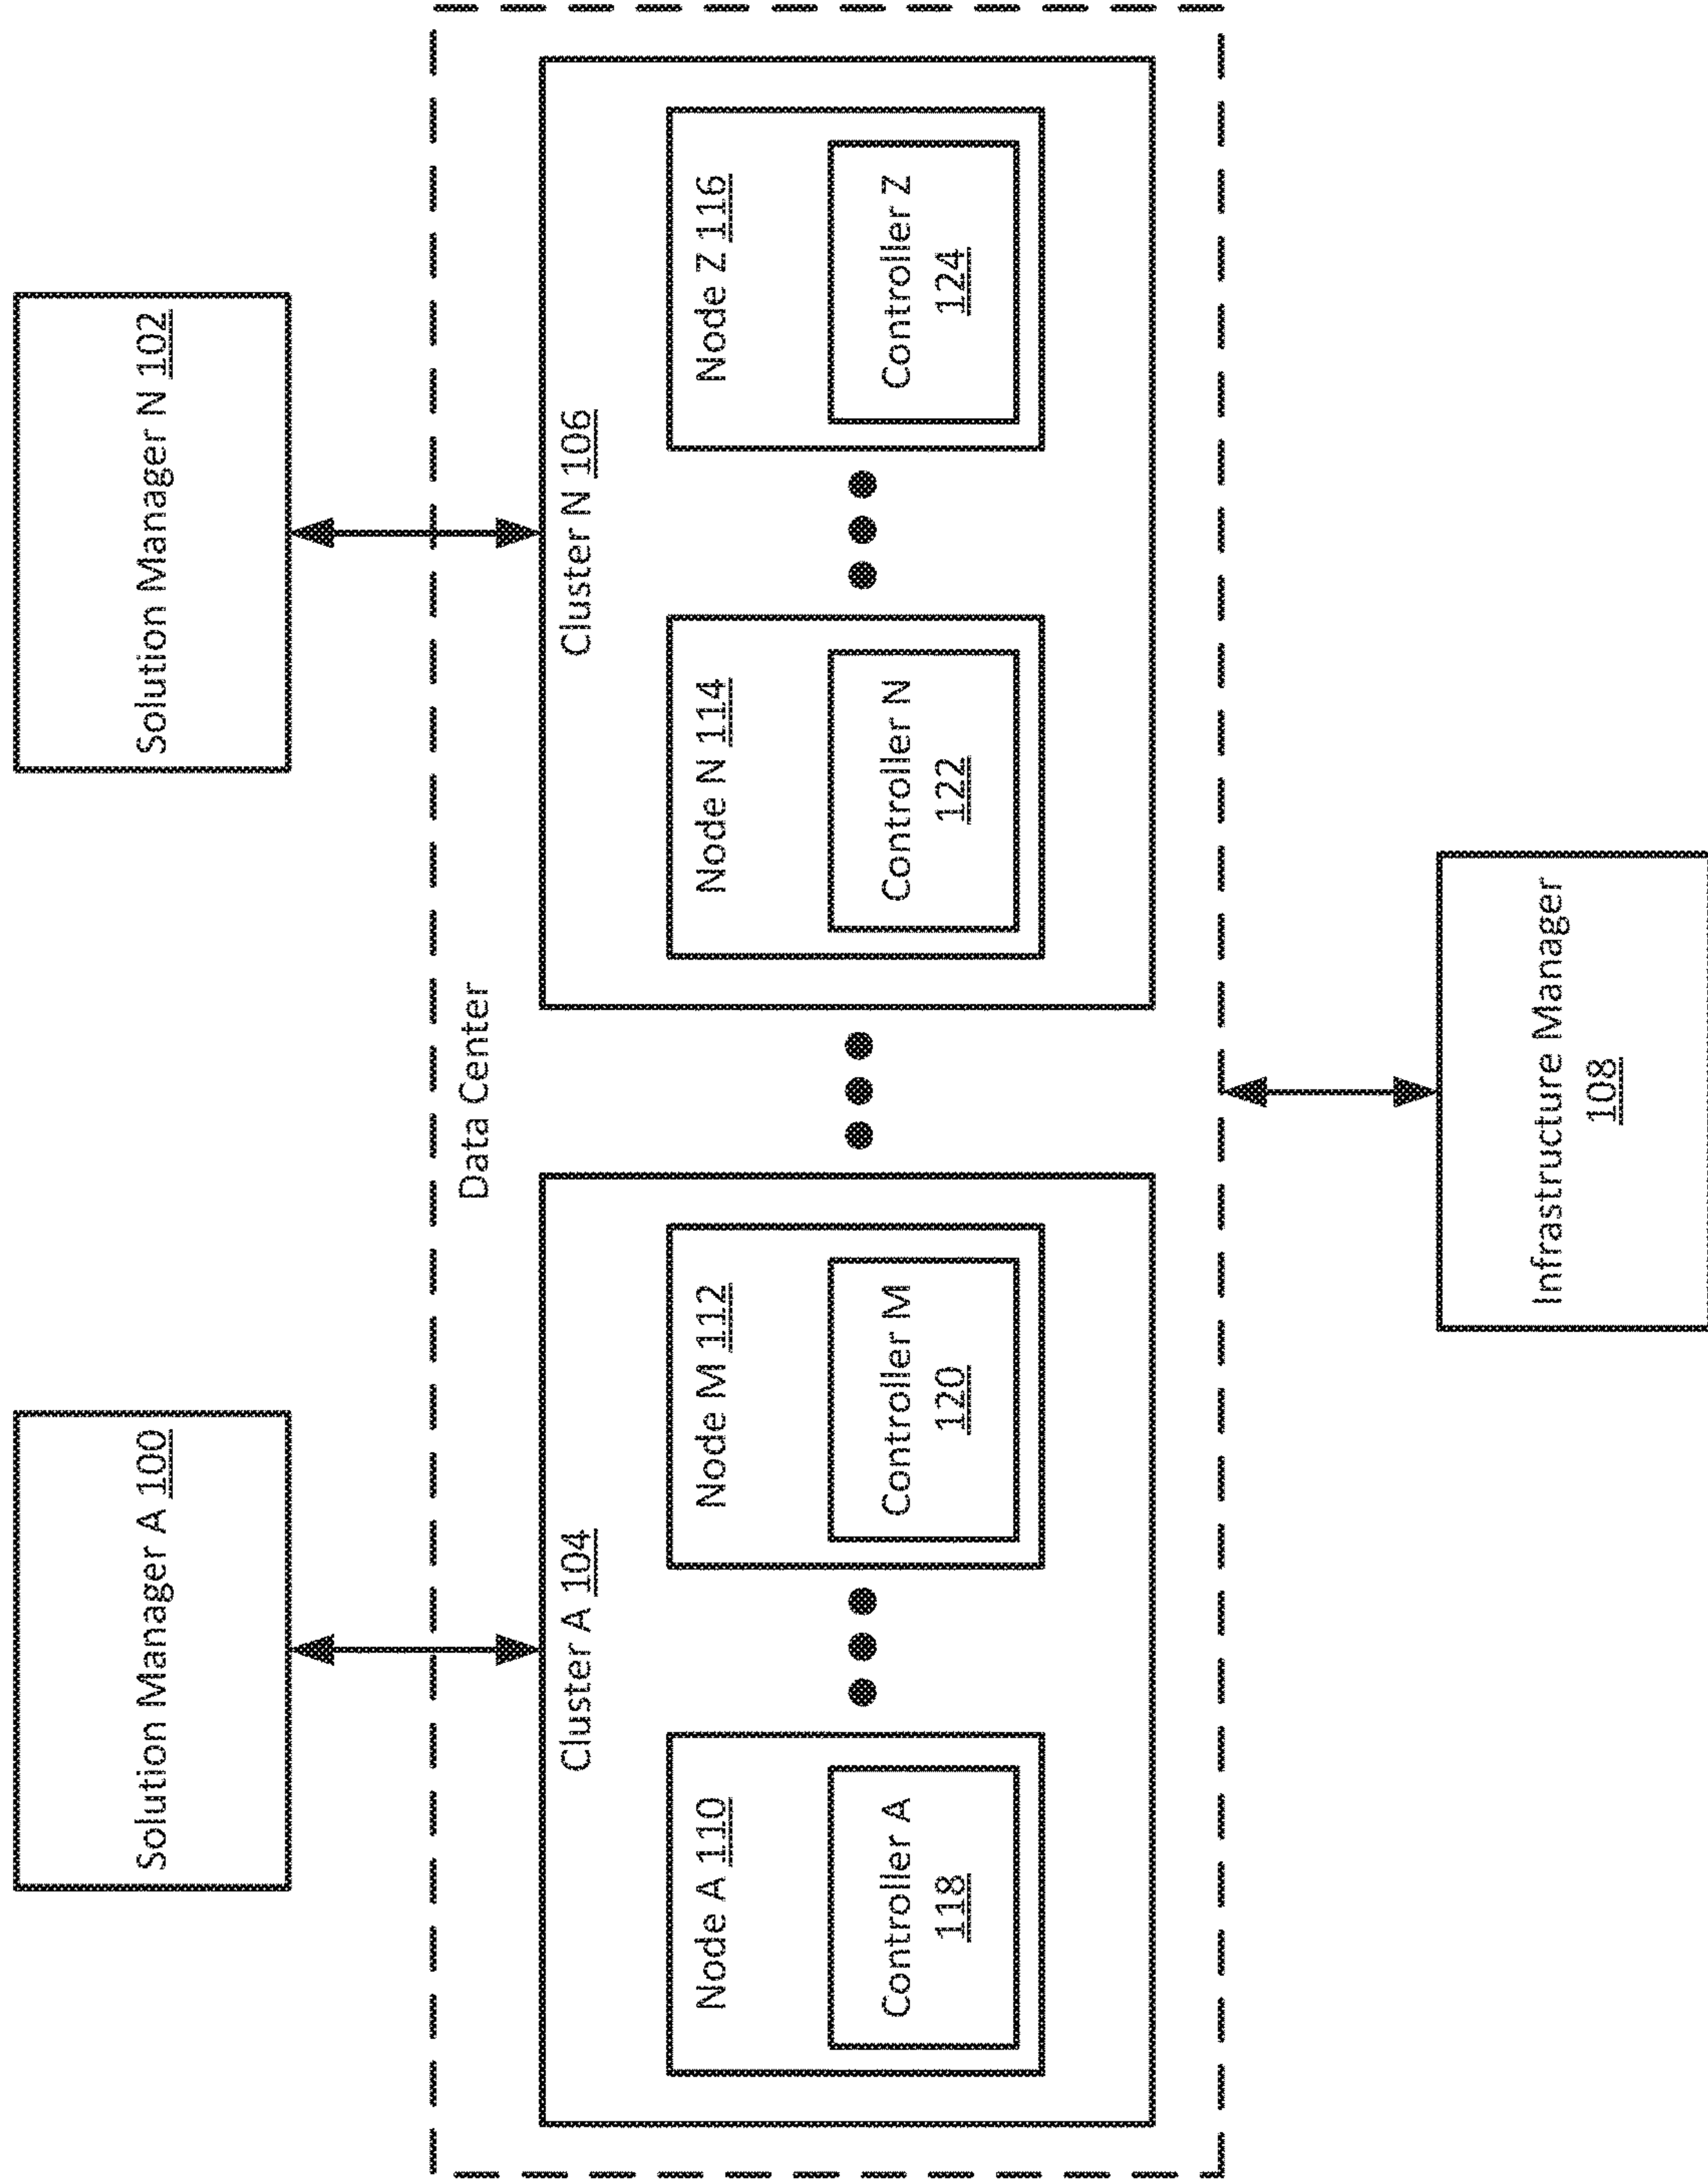 Solution Manager A 100
Solution Manager N 102
Data Center
Cluster A 104
Node A 110
Controller A
118
Node M 112
Controller M
120
Cluster N 106
Node N 114
Controller N
122
Node Z 116
Controller Z
124
Infrastructure Manager
108